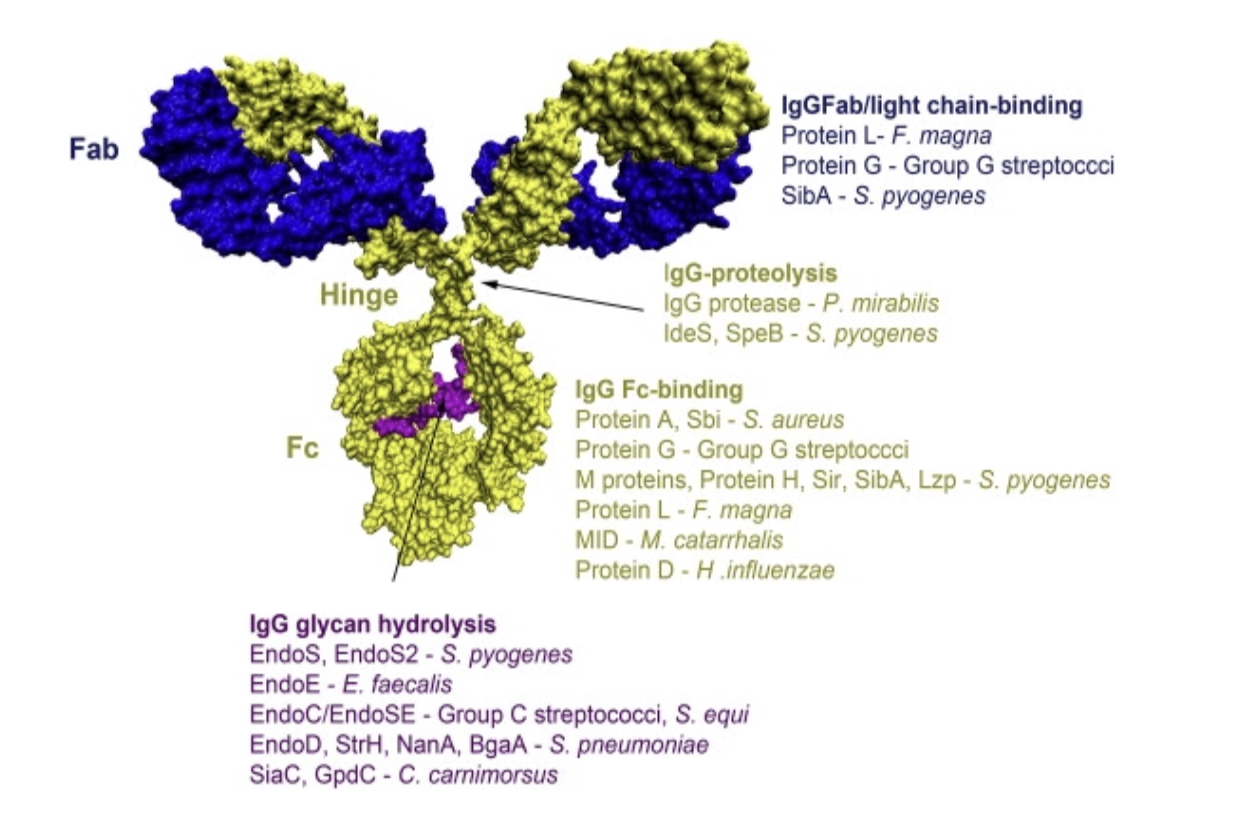 Fab
IgGFab/light chain-binding
Protein L- F. magna
Protein G - Group G streptoccci
SibA - S. pyogenes
Hinge
IgG-proteolysis
IgG protease - P. mirabilis
IdeS, SpeB - S. pyogenes
Fc
IgG Fc-binding
Protein A, Sbi - S. aureus
Protein G - Group G streptoccci
M proteins, Protein H, Sir, SibA, Lzp - S. pyogenes
Protein L - F. magna
MID - M. catarrhalis
Protein D - H .influenzae
IgG glycan hydrolysis
EndoS, EndoS2 - S. pyogenes
EndoE - E. faecalis
EndoC/EndoSE - Group C streptococci, S. equi
EndoD, StrH, NanA, BgaA - S. pneumoniae
SiaC, GpdC - C. carnimorsus